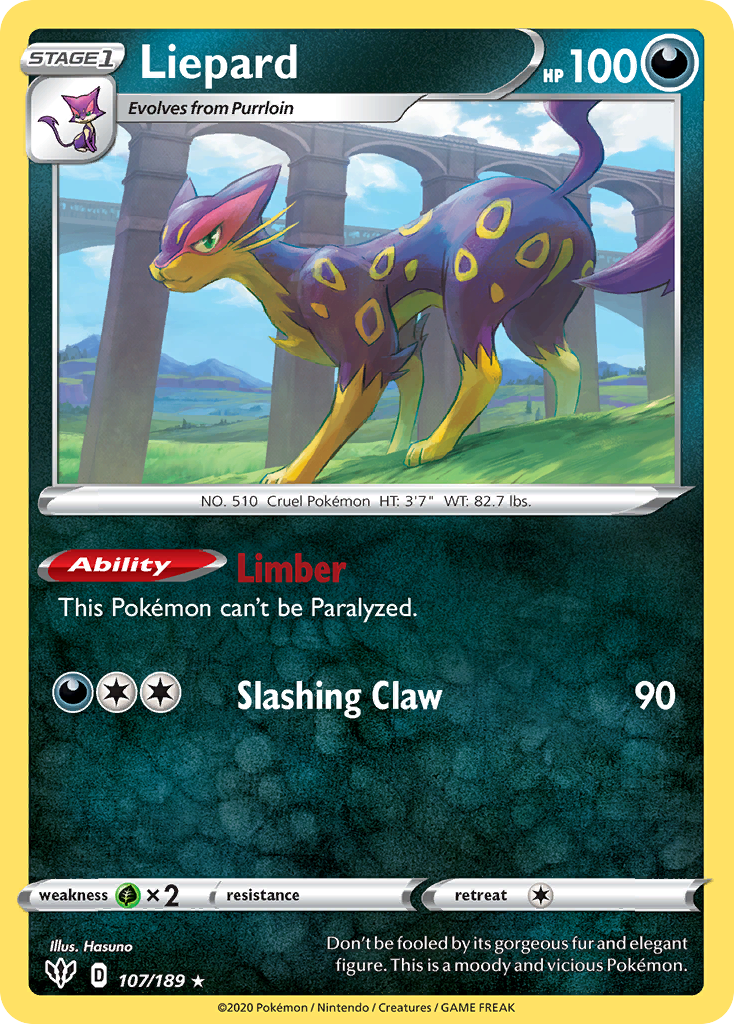 STAGE 1
Liepard
HP 100
Evolves from Purrloin
NO. 510 Cruel Pokémon HT: 3'7" WT: 82.7 lbs.
Ability Limber
This Pokémon can't be Paralyzed.
Slashing Claw 90
weakness ×2 resistance retreat
Illus. Hasuno
Don't be fooled by its gorgeous fur and elegant
figure. This is a moody and vicious Pokémon.
D 107/189 ★
©2020 Pokémon / Nintendo / Creatures / GAME FREAK